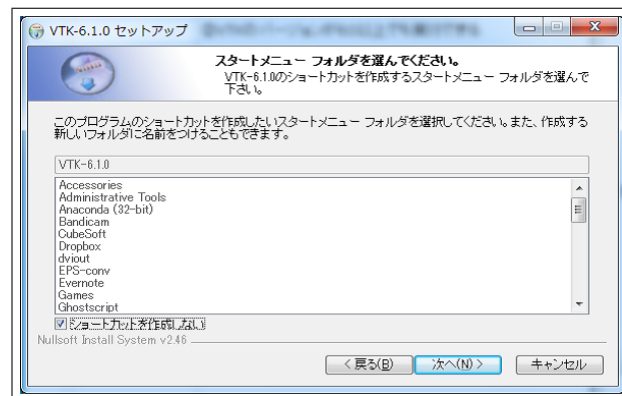 VTK-6.1.0 セットアップ
スタートメニュー フォルダを選んでください。
VTK-6.1.0のショートカットを作成するスタートメニュー フォルダを選んで
下さい。
このプログラムのショートカットを作成したいスタートメニュー フォルダを選択してください。また、作成する
新しいフォルダに名前をつけることもできます。
VTK-6.1.0
Accessories
Administrative Tools
Anaconda (32-bit)
Bandicam
CubeSoft
Dropbox
dviout
EPS-conv
Evernote
Games
Ghostscript
ショートカットを作成しない
Nullsoft Install System v2.46
< 戻る(B)
次へ(N) >
キャンセル